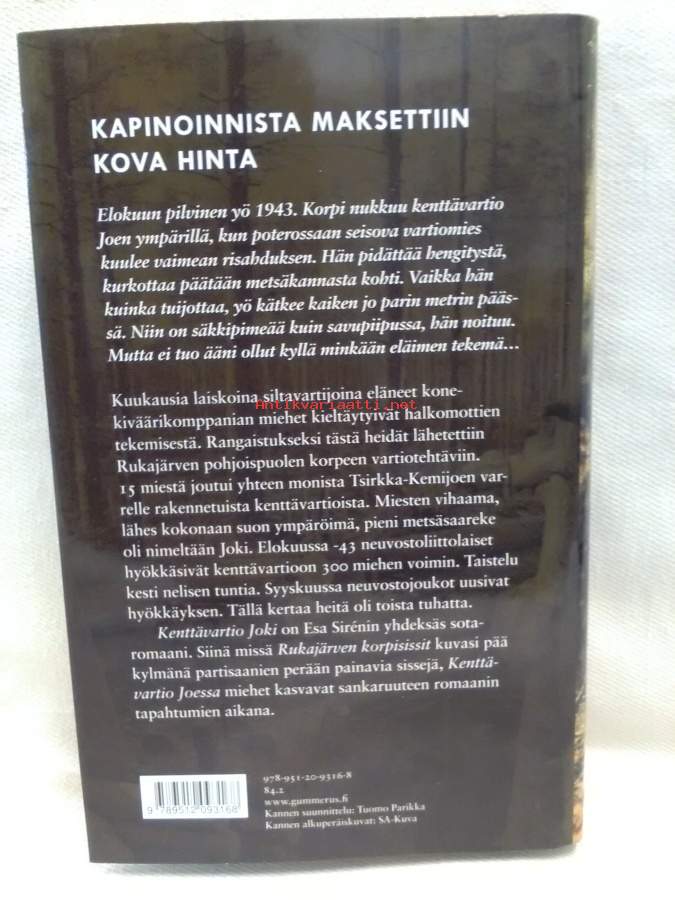 KAPINOINNISTA MAKSETTIIN
KOVA HINTA
Elokuun pilvinen yö 1943. Korpi nukkuu kenttävartio
Joen ympärillä, kun poterossaan seisova vartiomies
kuulee vaimean risahduksen. Hän pidättää hengitystä,
kurkottaa päätään metsäkannasta kohti. Vaikka hän
kuinka tuijottaa, yö kätkee kaiken jo parin metrin pääs-
sä. Niin on säkkipimeää kuin savupiipussa, hän noituu.
Mutta ei tuo ääni ollut kyllä minkään eläimen tekemä...
Kuukausia laiskoina siltavartijoina eläneet kone-
kiväärikomppanian miehet kieltäytyivät halkomottien
Antikvariaatti.net
tekemisestä. Rangaistukseksi tästä heidät lähetettiin
Rukajärven pohjoispuolen korpeen vartiotehtäviin.
15 miestä joutui yhteen monista Tsirkka-Kemijoen var-
relle rakennetuista kenttävartioista. Miesten vihaama,
lähes kokonaan suon ympäröimä, pieni metsäsaareke
oli nimeltään Joki. Elokuussa -43 neuvostoliittolaiset
hyökkäsivät kenttävartioon 300 miehen voimin. Taistelu
kesti nelisen tuntia. Syyskuussa neuvostojoukot uusivat
hyökkäyksen. Tällä kertaa heitä oli toista tuhatta.
Kenttävartio Joki on Esa Sirénin yhdeksäs sota-
romaani. Siinä missä Rukajärven korpisissit kuvasi pää
kylmänä partisaanien perään painavia sissejä, Kenttä-
vartio Joessa miehet kasvavat sankaruuteen romaanin
tapahtumien aikana.
978-951-20-9316-8
84.2
www.gummerus.fi
Kannen suunnittelu: Tuomo Parikka
Kannen alkuperäiskuvat: SA-Kuva
9 789512 093168